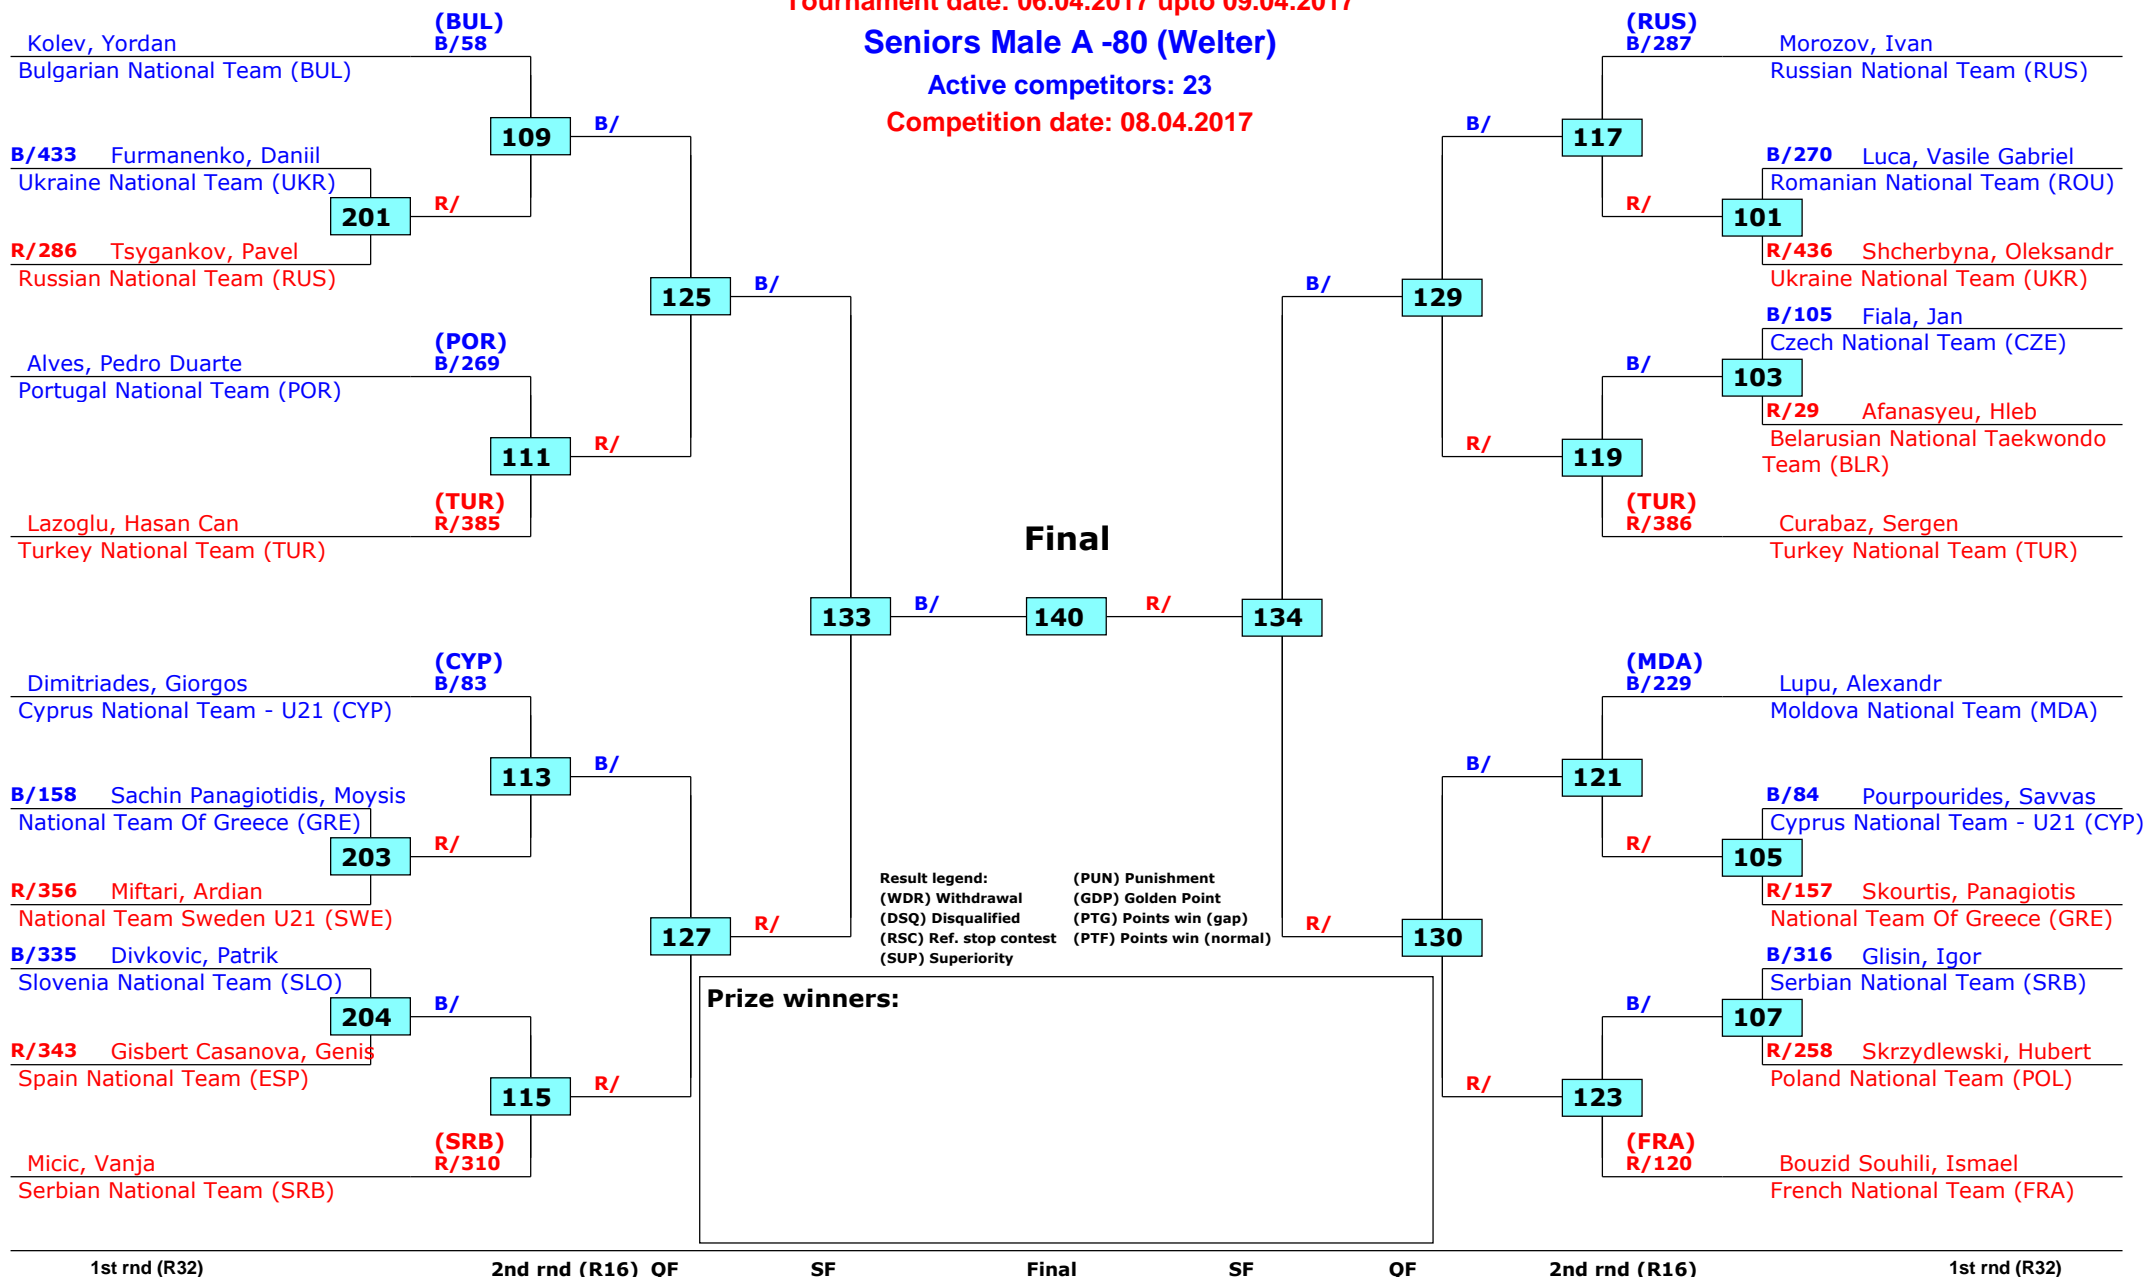 Tournament date: 06.04.2017 upto 09.04.2017
Seniors Male A -80 (Welter)
Active competitors: 23
Competition date: 08.04.2017
(BUL)
Kolev, Yordan B/58
Bulgarian National Team (BUL)
109
B/
B/433 Furmanenko, Daniil
Ukraine National Team (UKR)
201
R/
R/286 Tsygankov, Pavel
Russian National Team (RUS)
125
B/
(POR)
Alves, Pedro Duarte B/269
Portugal National Team (POR)
111
R/
(TUR)
Lazoglu, Hasan Can R/385
Turkey National Team (TUR)
133
B/
(CYP)
Dimitriades, Giorgos B/83
Cyprus National Team - U21 (CYP)
113
B/
B/158 Sachin Panagiotidis, Moysis
National Team Of Greece (GRE)
203
R/
R/356 Miftari, Ardian
National Team Sweden U21 (SWE)
127
R/
B/335 Divkovic, Patrik
Slovenia National Team (SLO)
204
B/
R/343 Gisbert Casanova, Genis
Spain National Team (ESP)
115
R/
(SRB)
Micic, Vanja R/310
Serbian National Team (SRB)
Final
140
R/
134
(RUS)
B/287 Morozov, Ivan
Russian National Team (RUS)
B/
117
B/270 Luca, Vasile Gabriel
Romanian National Team (ROU)
R/
101
R/436 Shcherbyna, Oleksandr
Ukraine National Team (UKR)
B/
129
B/105 Fiala, Jan
Czech National Team (CZE)
B/
103
R/29 Afanasyeu, Hleb
Belarusian National Taekwondo
Team (BLR)
R/
119
(TUR)
R/386 Curabaz, Sergen
Turkey National Team (TUR)
(MDA)
B/229 Lupu, Alexandr
Moldova National Team (MDA)
B/
121
B/84 Pourpourides, Savvas
Cyprus National Team - U21 (CYP)
R/
105
R/157 Skourtis, Panagiotis
National Team Of Greece (GRE)
R/
130
B/316 Glisin, Igor
Serbian National Team (SRB)
B/
107
R/258 Skrzydlewski, Hubert
Poland National Team (POL)
R/
123
(FRA)
R/120 Bouzid Souhili, Ismael
French National Team (FRA)
Result legend: (PUN) Punishment
(WDR) Withdrawal (GDP) Golden Point
(DSQ) Disqualified (PTG) Points win (gap)
(RSC) Ref. stop contest (PTF) Points win (normal)
(SUP) Superiority
Prize winners:
1st rnd (R32) 2nd rnd (R16) QF SF Final SF QF 2nd rnd (R16) 1st rnd (R32)